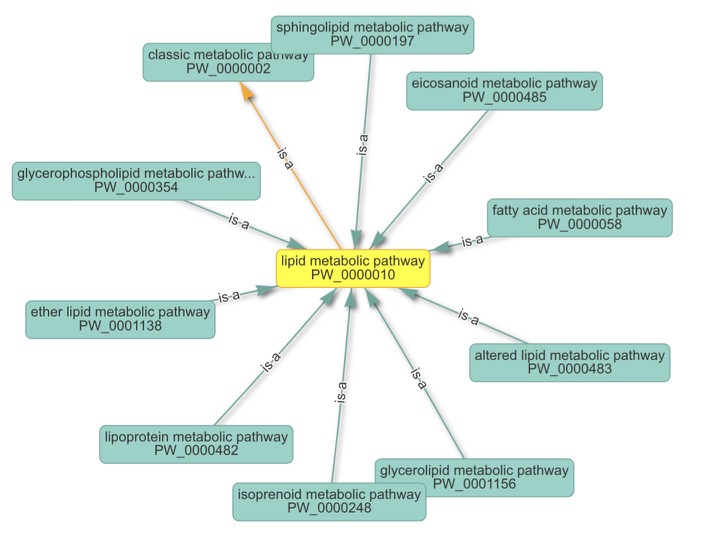 sphingolipid metabolic pathway
PW_0000197
classic metabolic pathway
PW_0000002
eicosanoid metabolic pathway
PW_0000485
is-a
is-a
is-a
glycerophospholipid metabolic pathw...
PW_0000354
fatty acid metabolic pathway
PW_0000058
is-a
is-a
lipid metabolic pathway
PW_0000010
is-a
ether lipid metabolic pathway
PW_0001138
is-a
altered lipid metabolic pathway
PW_0000483
is-a
is-a
is-a
lipoprotein metabolic pathway
PW_0000482
glycerolipid metabolic pathway
PW_0001156
isoprenoid metabolic pathway
PW_0000248